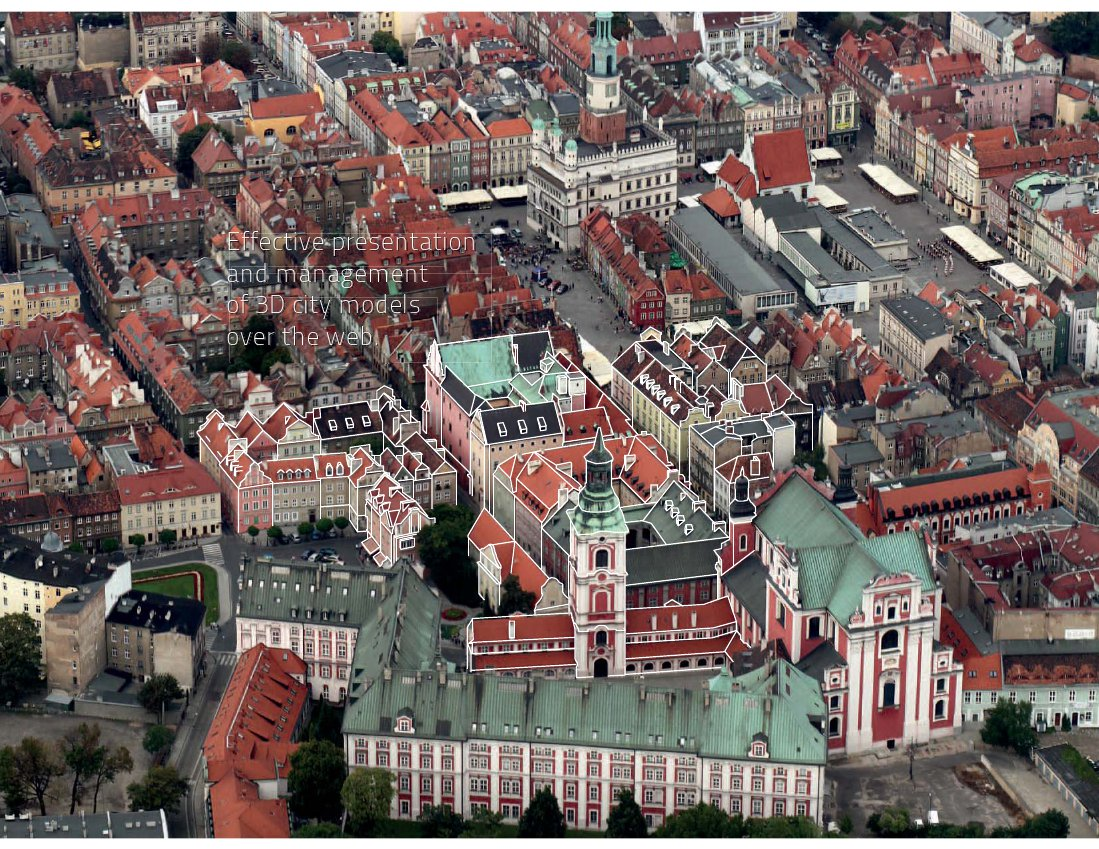 Effective presentation
and management
of 3D city models
over the web.